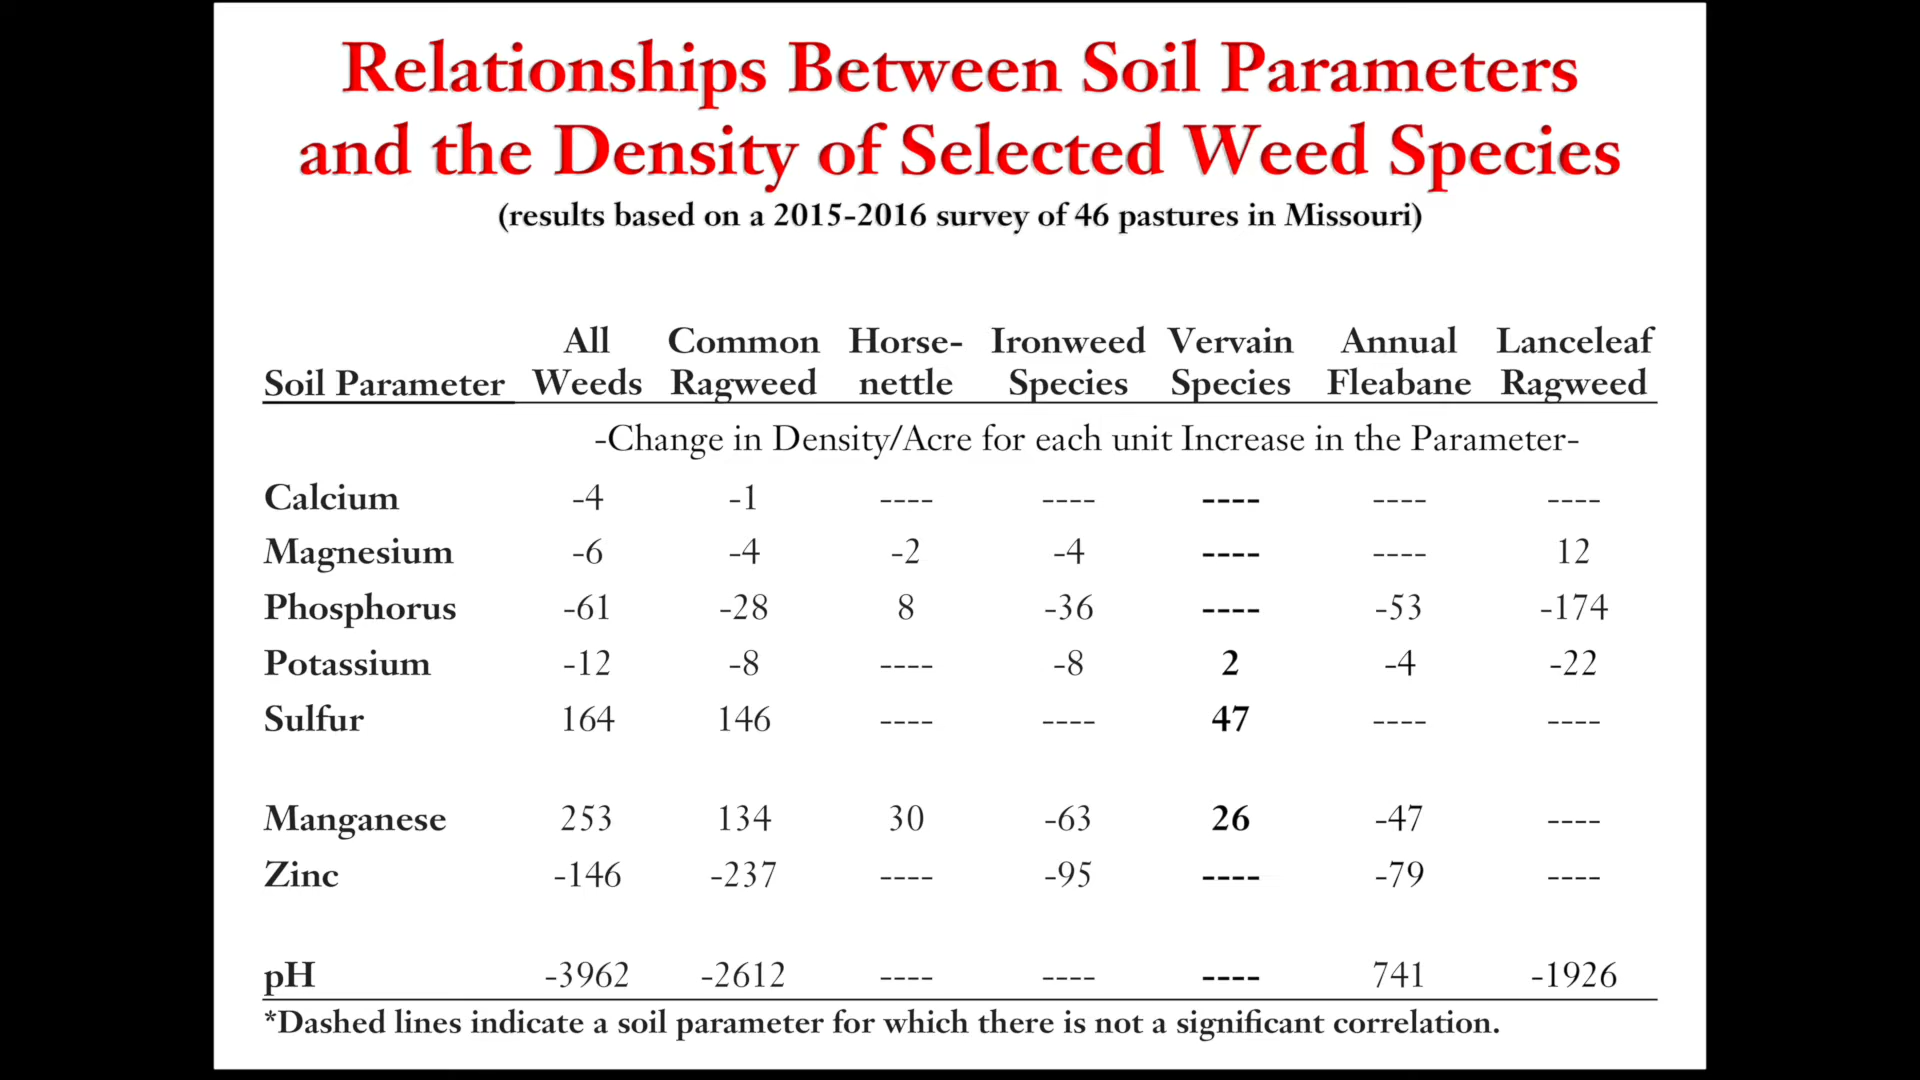 Relationships Between Soil Parameters
and the Density of Selected Weed Species
(results based on a 2015-2016 survey of 46 pastures in Missouri)
All Common Horse- Ironweed Vervain Annual Lanceleaf
Soil Parameter Weeds Ragweed nettle Species Species Fleabane Ragweed
-Change in Density/Acre for each unit Increase in the Parameter-
Calcium -4 -1 ---- ---- ---- ---- ----
Magnesium -6 -4 -2 -4 ---- ---- 12
Phosphorus -61 -28 8 -36 ---- -53 -174
Potassium -12 -8 ---- -8 2 -4 -22
Sulfur 164 146 ---- ---- 47 ---- ----
Manganese 253 134 30 -63 26 -47 ----
Zinc -146 -237 ---- -95 ---- -79 ----
pH -3962 -2612 ---- ---- ---- 741 -1926
*Dashed lines indicate a soil parameter for which there is not a significant correlation.